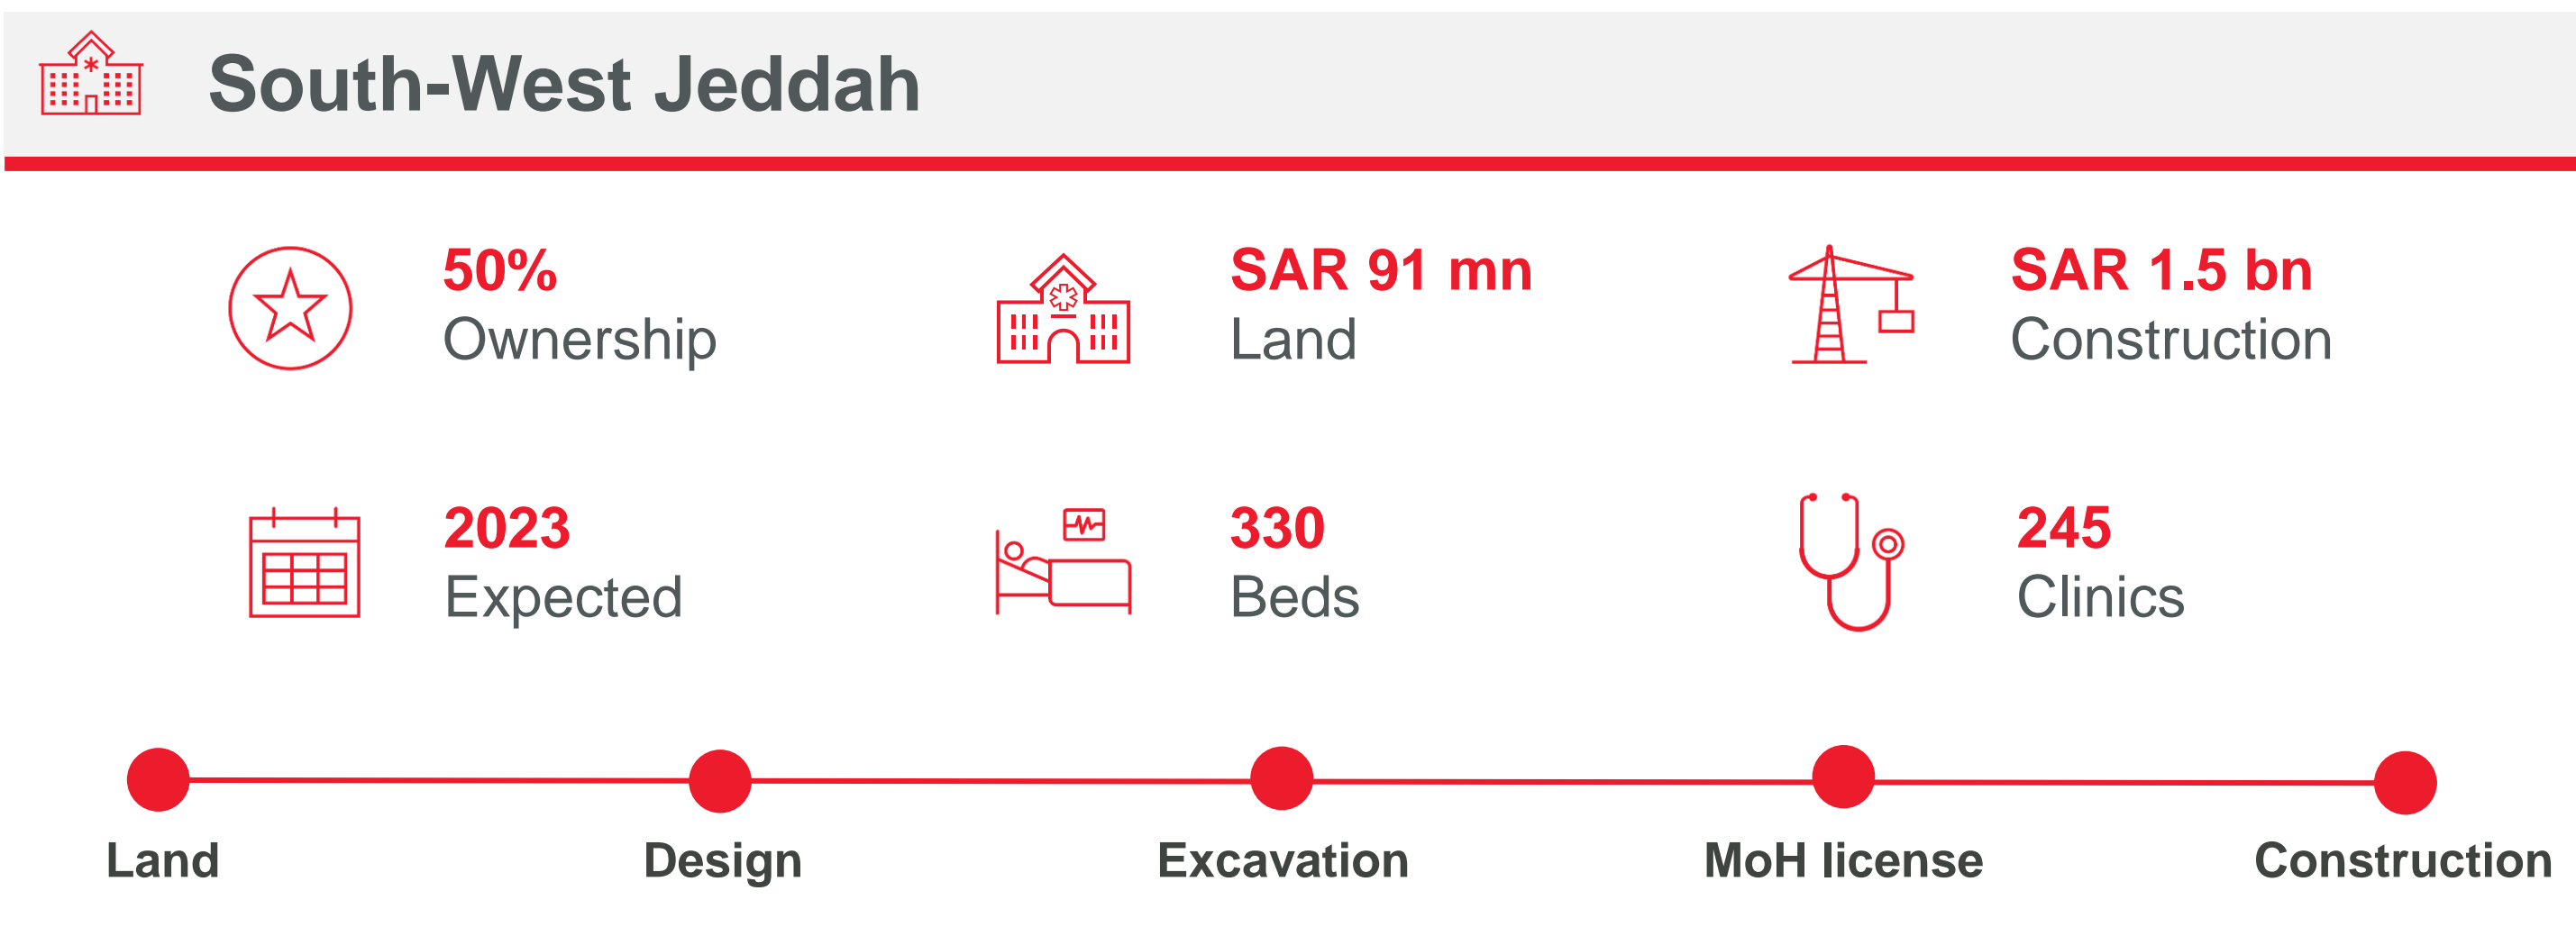 South-West Jeddah
50%
Ownership
SAR 91 mn
Land
SAR 1.5 bn
Construction
2023
Expected
330
Beds
245
Clinics
Land
Design
Excavation
MoH license
Construction